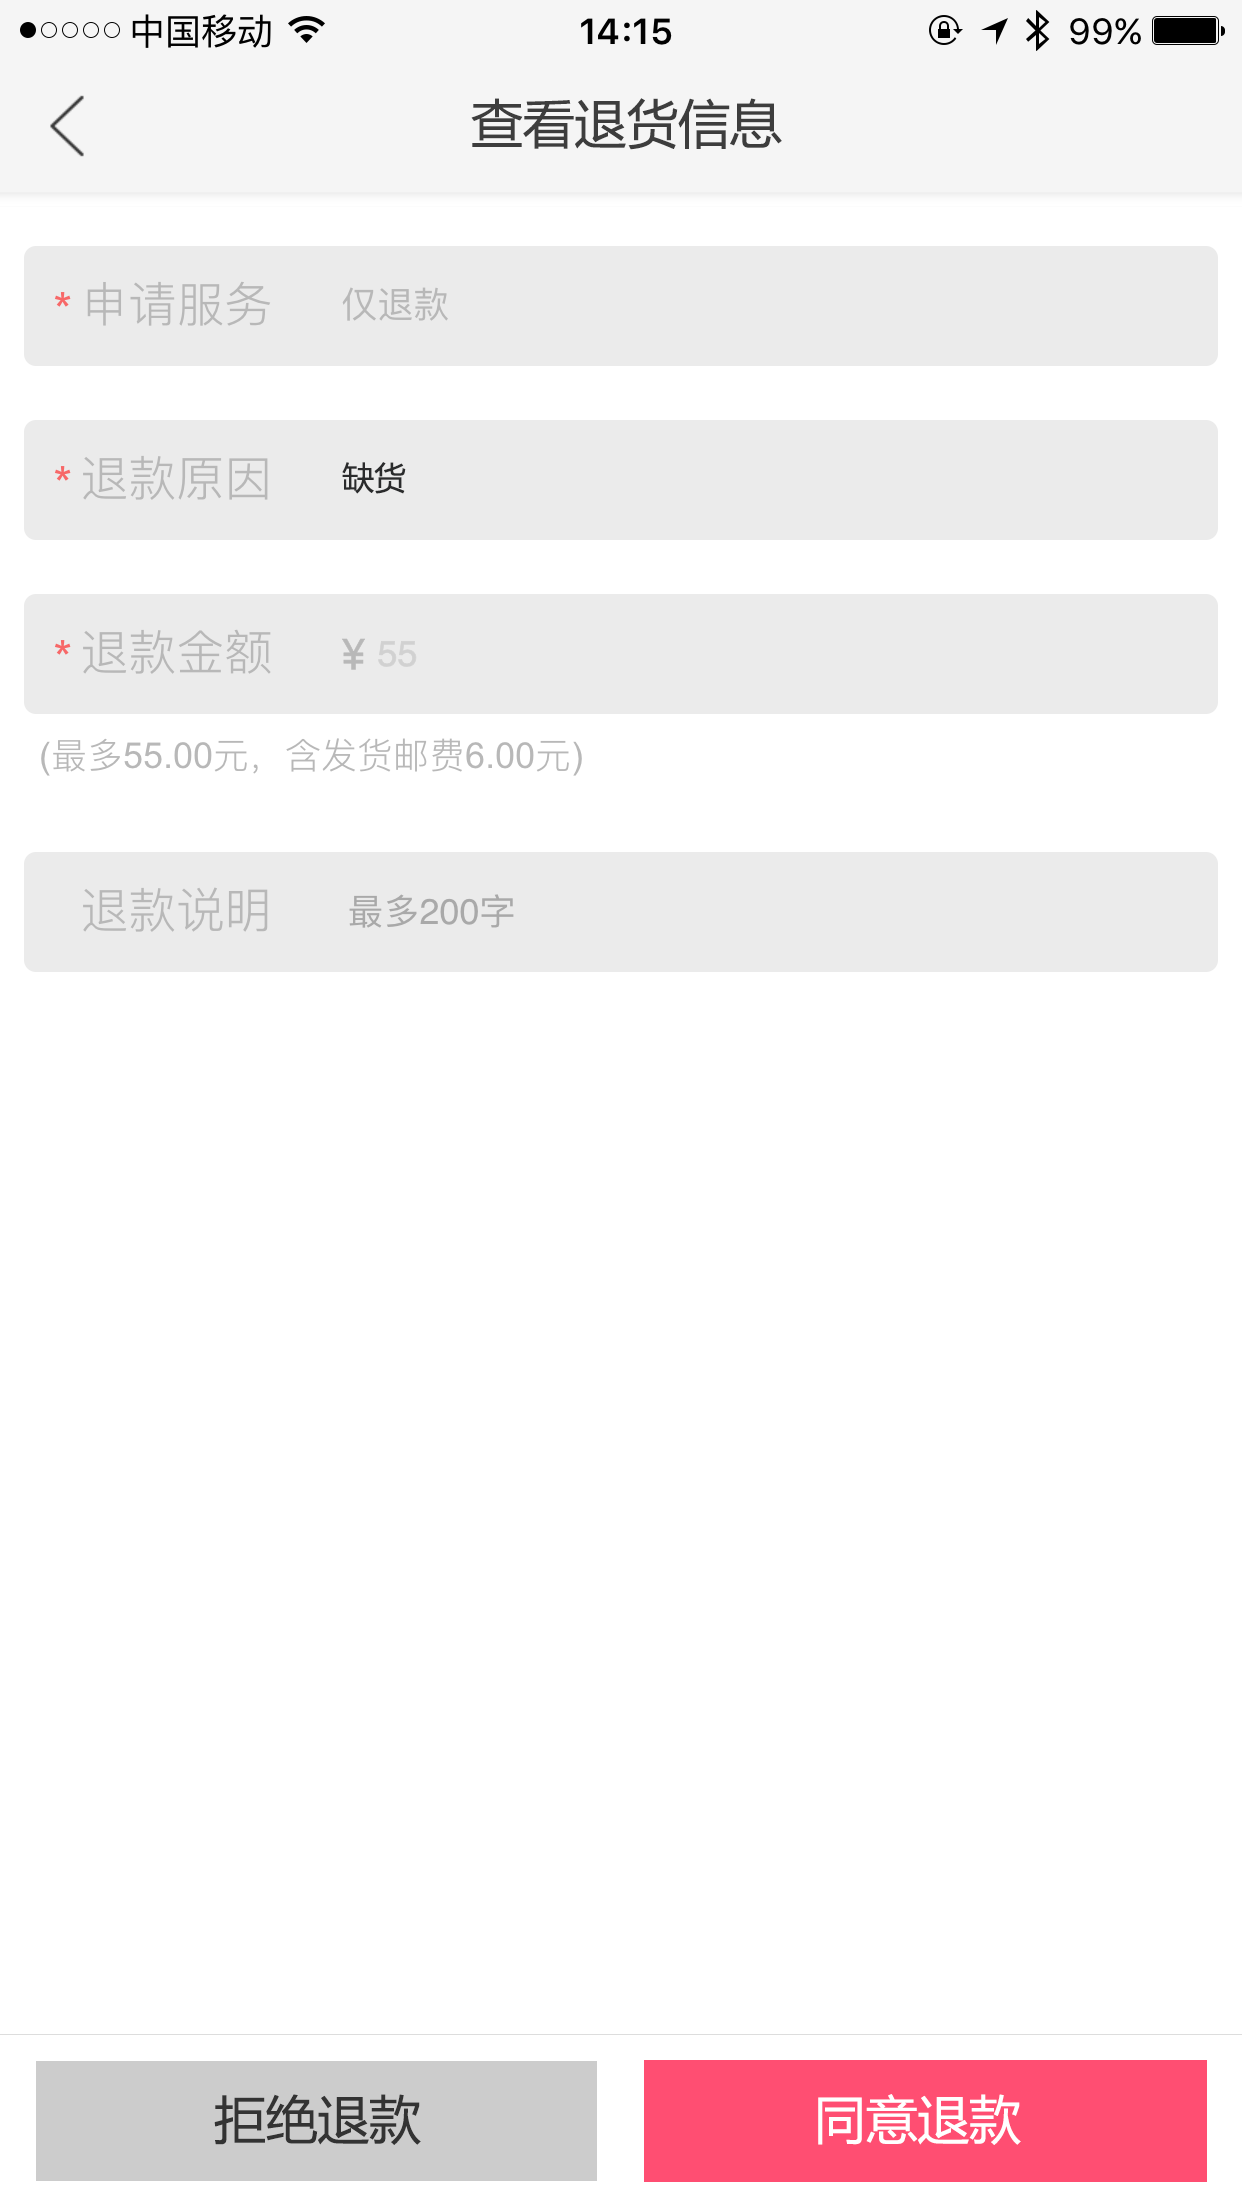 中国移动 14:15 99%
查看退货信息
* 申请服务 仅退款
* 退款原因 缺货
* 退款金额 ¥ 55
(最多55.00元，含发货邮费6.00元)
退款说明 最多200字
拒绝退款 同意退款